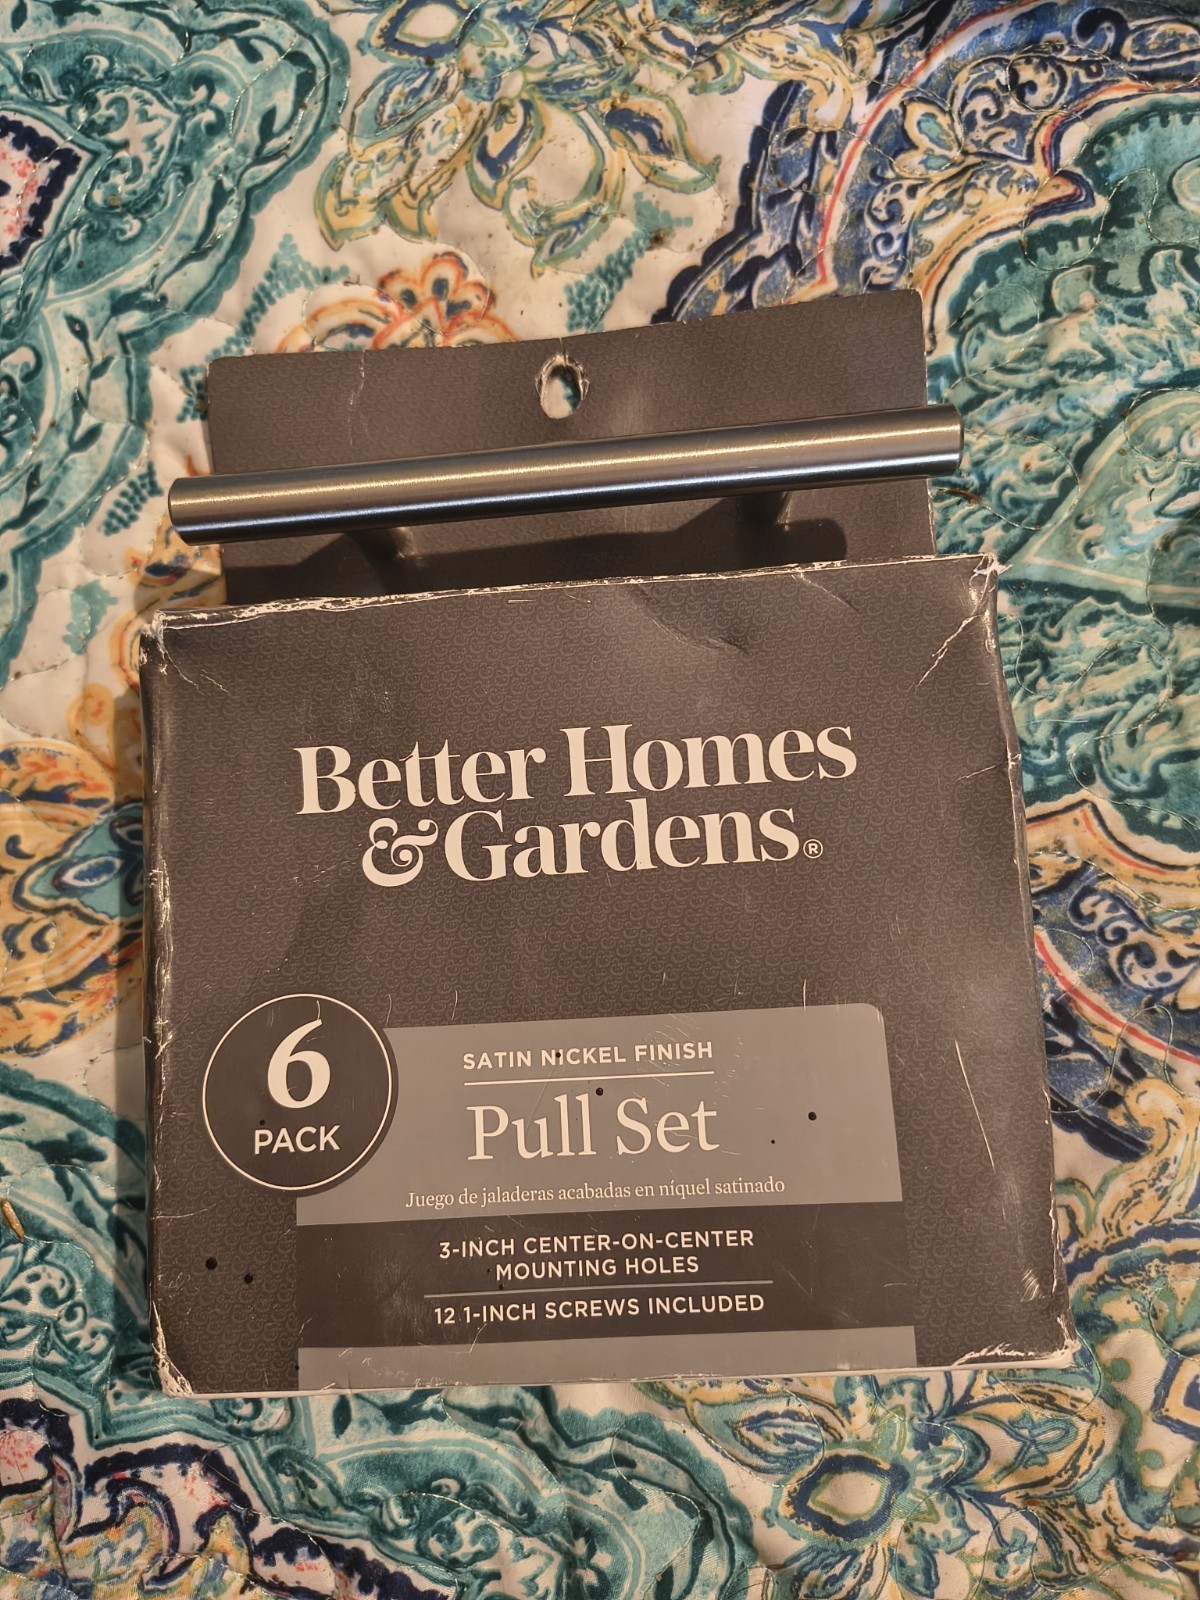 Better Homes
& Gardens®
6
PACK
SATIN NICKEL FINISH
Pull Set
Juego de jaladeras acabadas en níquel satinado
3-INCH CENTER-ON-CENTER
MOUNTING HOLES
12 1-INCH SCREWS INCLUDED